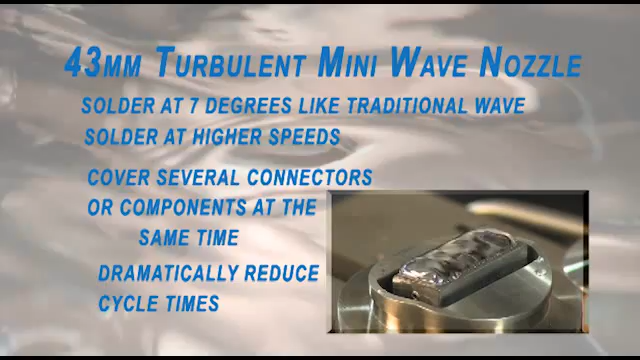 43mm Turbulent Mini Wave Nozzle
Solder at 7 degrees like traditional wave
Solder at higher speeds
Cover several connectors
or components at the
same time
Dramatically reduce
cycle times